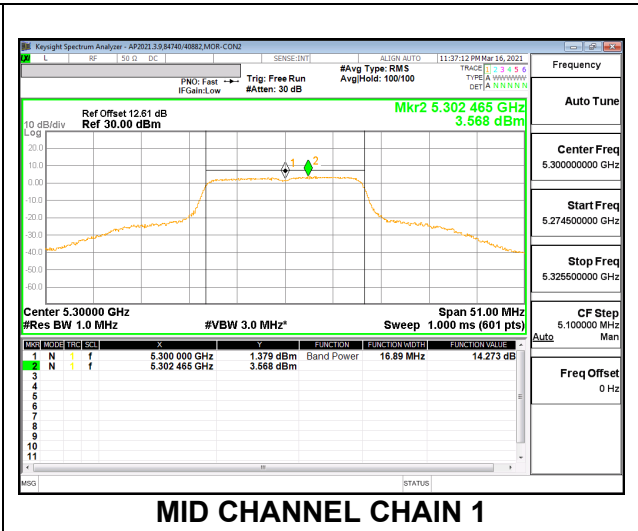 Keysight Spectrum Analyzer - AP2021.3.9,84740/40882,MOR-CON2
L RF 50 Ω DC SENSE:INT ALIGN AUTO 11:37:12 PM Mar 16, 2021
PNO: Fast Trig: Free Run #Avg Type: RMS TRACE 1 2 3 4 5 6
IFGain:Low #Atten: 30 dB Avg|Hold: 100/100 TYPE A WWWWW
DET A N N N N N
Frequency
Auto Tune
Center Freq
5.300000000 GHz
Start Freq
5.274500000 GHz
Stop Freq
5.325500000 GHz
CF Step
5.100000 MHz
Auto Man
Freq Offset
0 Hz
Mkr2 5.302 465 GHz
3.568 dBm
Ref Offset 12.61 dB
10 dB/div Ref 30.00 dBm
Log
20.0
10.0
0.00
-10.0
-20.0
-30.0
-40.0
-50.0
-60.0
1
2
Center 5.30000 GHz Span 51.00 MHz
#Res BW 1.0 MHz #VBW 3.0 MHz* Sweep 1.000 ms (601 pts)
MKR MODE TRC SCL X Y FUNCTION FUNCTION WIDTH FUNCTION VALUE
1 N 1 f 5.300 000 GHz 1.379 dBm Band Power 16.89 MHz 14.273 dB
2 N 1 f 5.302 465 GHz 3.568 dBm
3
4
5
6
7
8
9
10
11
MSG STATUS
MID CHANNEL CHAIN 1